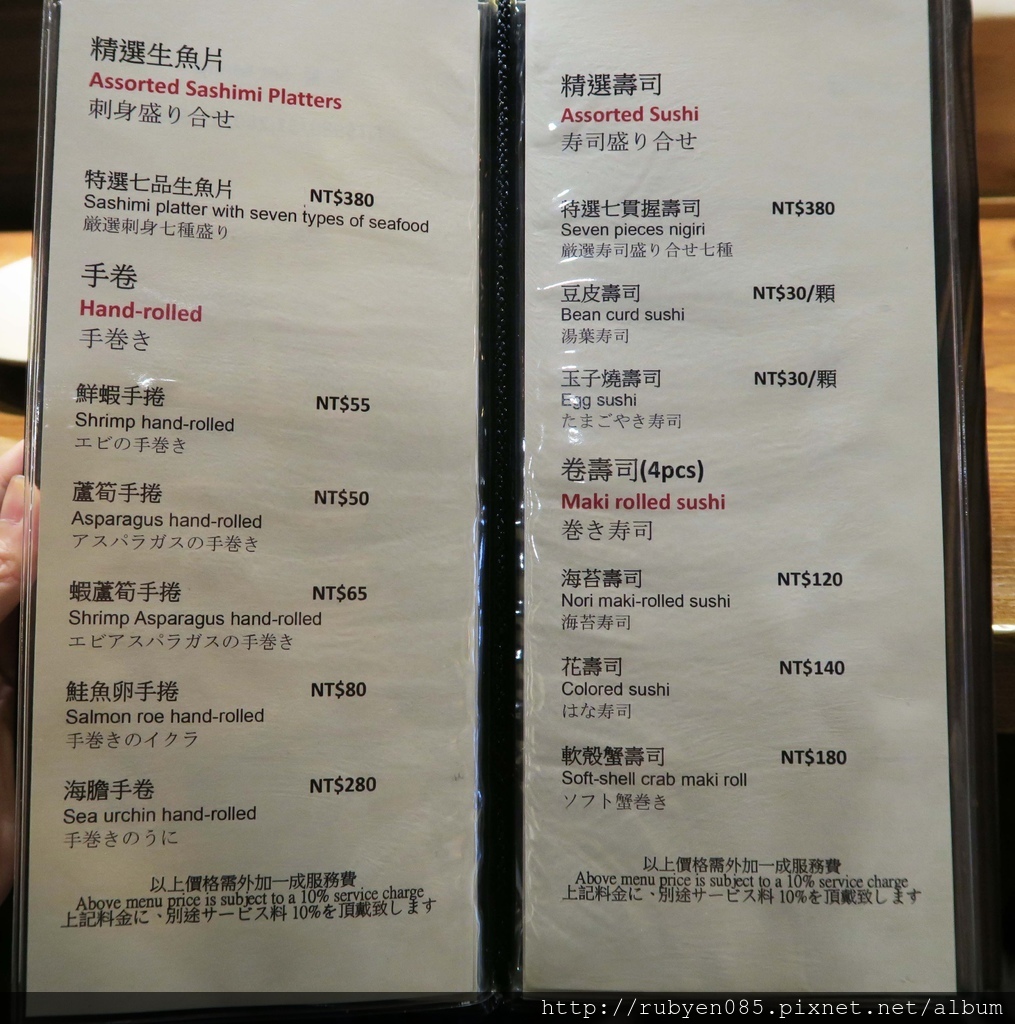 精選生魚片
Assorted Sashimi Platters
刺身盛り合せ
特選七品生魚片 NT$380
Sashimi platter with seven types of seafood
厳選刺身七種盛り
手卷
Hand-rolled
手巻き
鮮蝦手捲 NT$55
Shrimp hand-rolled
エビの手巻き
蘆筍手捲 NT$50
Asparagus hand-rolled
アスパラガスの手巻き
蝦蘆筍手捲 NT$65
Shrimp Asparagus hand-rolled
エビアスパラガスの手巻き
鮭魚卵手捲 NT$80
Salmon roe hand-rolled
手巻きのイクラ
海膽手卷 NT$280
Sea urchin hand-rolled
手巻きのうに
以上價格需外加一成服務費
Above menu price is subject to a 10% service charge
上記料金に、別途サービス料 10%を頂戴致します
精選壽司
Assorted Sushi
寿司盛り合せ
特選七貫握壽司 NT$380
Seven pieces nigiri
厳選寿司盛り合せ七種
豆皮壽司 NT$30/顆
Bean curd sushi
湯葉寿司
玉子燒壽司 NT$30/顆
Egg sushi
たまごやき寿司
卷壽司(4pcs)
Maki rolled sushi
巻き寿司
海苔壽司 NT$120
Nori maki-rolled sushi
海苔寿司
花壽司 NT$140
Colored sushi
はな寿司
軟殼蟹壽司 NT$180
Soft-shell crab maki roll
ソフト蟹巻き
以上價格需外加一成服務費
Above menu price is subject to a 10% service charge
上記料金に、別途サービス料 10%を頂戴致します
http://rubyen085.pixnet.net/album